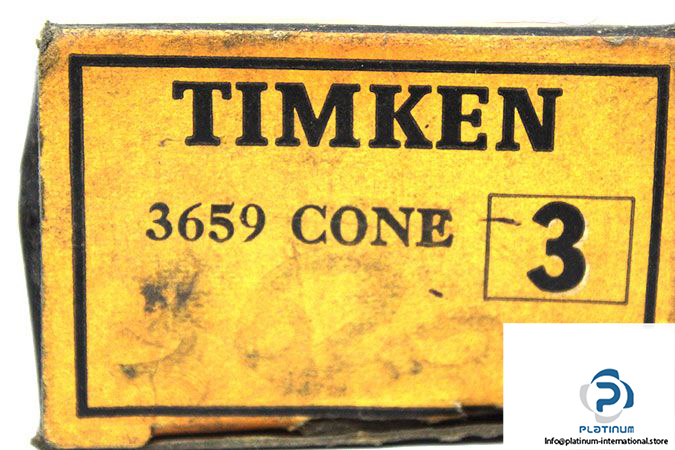 TIMKEN
3659 CONE
3
PLATINUM
Info@platinum-international.store